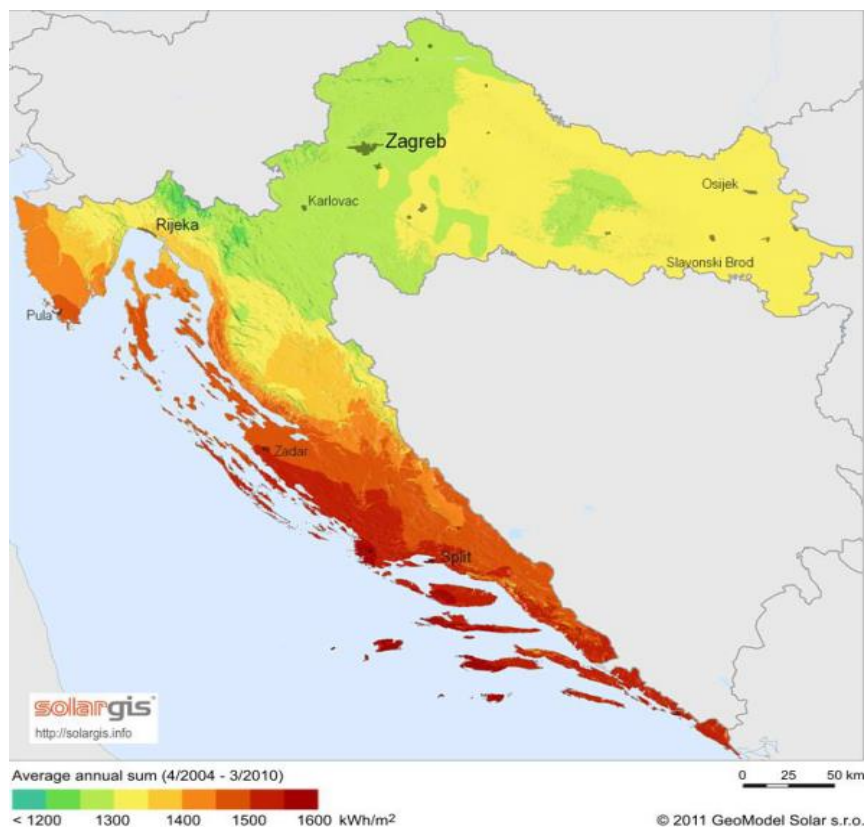 Zagreb
Osijek
Karlovac
Rijeka
Slavonski Brod
Pula
Zadar
Split
solargis
http://solargis.info
Average annual sum (4/2004 - 3/2010)
0 25 50 km
< 1200 1300 1400 1500 1600 kWh/m²
© 2011 GeoModel Solar s.r.o.